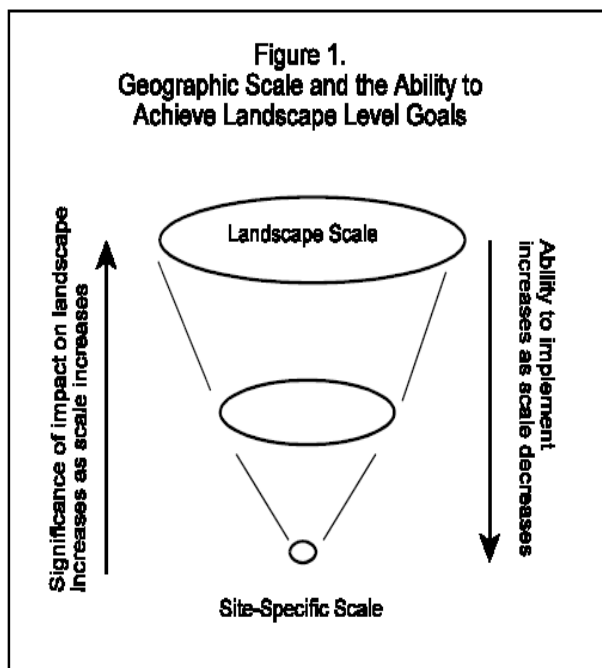 Figure 1.
Geographic Scale and the Ability to
Achieve Landscape Level Goals
Landscape Scale
Significance of impact on landscape
increases as scale increases
Ability to implement
increases as scale decreases
Site-Specific Scale